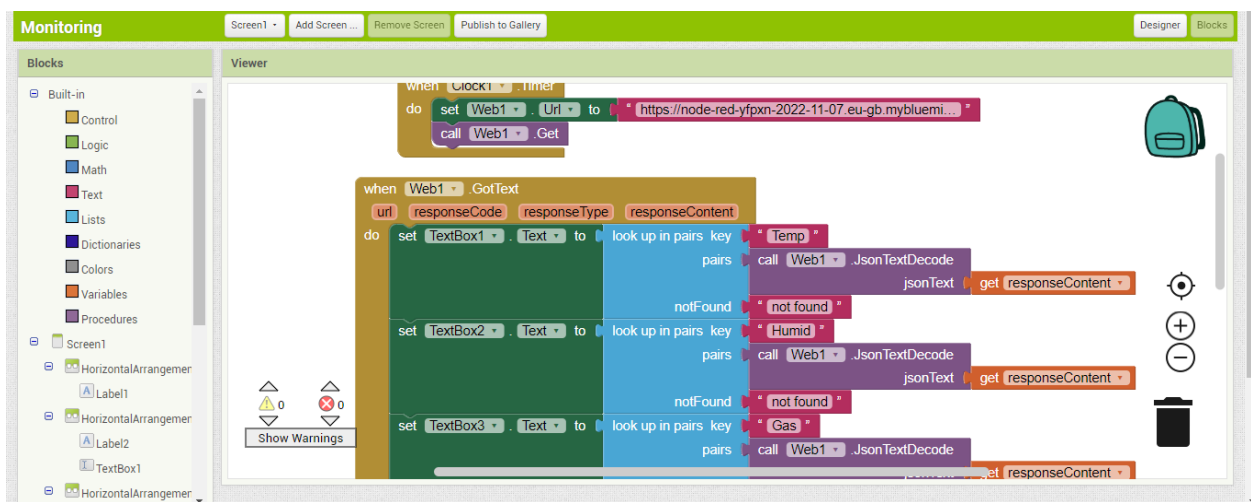 Monitoring Screen1 Add Screen ... Remove Screen Publish to Gallery Designer Blocks
Blocks
Viewer
Built-in
Control
Logic
Math
Text
Lists
Dictionaries
Colors
Variables
Procedures
Screen1
HorizontalArrangemen
Label1
HorizontalArrangemen
Label2
TextBox1
HorizontalArrangemen
when Clock1 .Timer
do set Web1 . Url to " https://node-red-yfpxn-2022-11-07.eu-gb.mybluemi... "
call Web1 .Get
when Web1 .GotText
url responseCode responseType responseContent
do set TextBox1 . Text to look up in pairs key " Temp "
pairs call Web1 .JsonTextDecode
jsonText get responseContent
notFound " not found "
set TextBox2 . Text to look up in pairs key " Humid "
pairs call Web1 .JsonTextDecode
jsonText get responseContent
notFound " not found "
set TextBox3 . Text to look up in pairs key " Gas "
pairs call Web1 .JsonTextDecode
get responseContent
0 0
Show Warnings